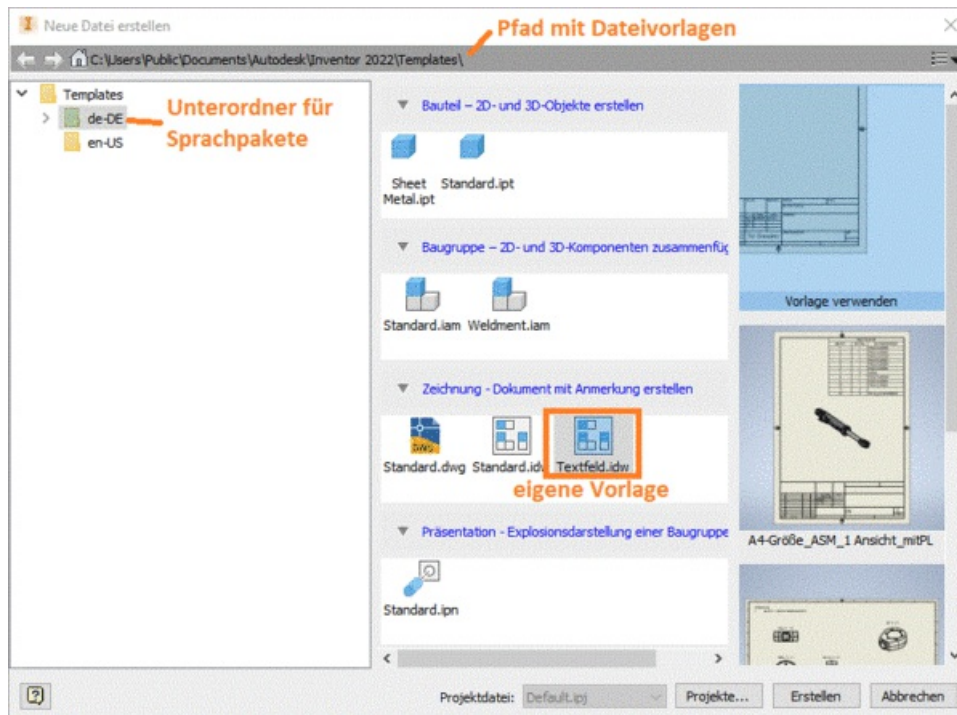 Neue Datei erstellen
Pfad mit Dateivorlagen
C:\Users\Public\Documents\Autodesk\Inventor 2022\Templates\
Templates
de-DE
en-US
Unterordner für
Sprachpakete
Bauteil – 2D- und 3D-Objekte erstellen
Sheet
Metal.ipt
Standard.ipt
Baugruppe – 2D- und 3D-Komponenten zusammenfüg
Standard.iam
Weldment.iam
Zeichnung - Dokument mit Anmerkung erstellen
DWG
Standard.dwg
Standard.idw
Textfeld.idw
eigene Vorlage
Präsentation - Explosionsdarstellung einer Baugruppe
Standard.ipn
Vorlage verwenden
A4-Größe_ASM_1 Ansicht_mitPL
Projektdatei:
Default.ipj
Projekte...
Erstellen
Abbrechen